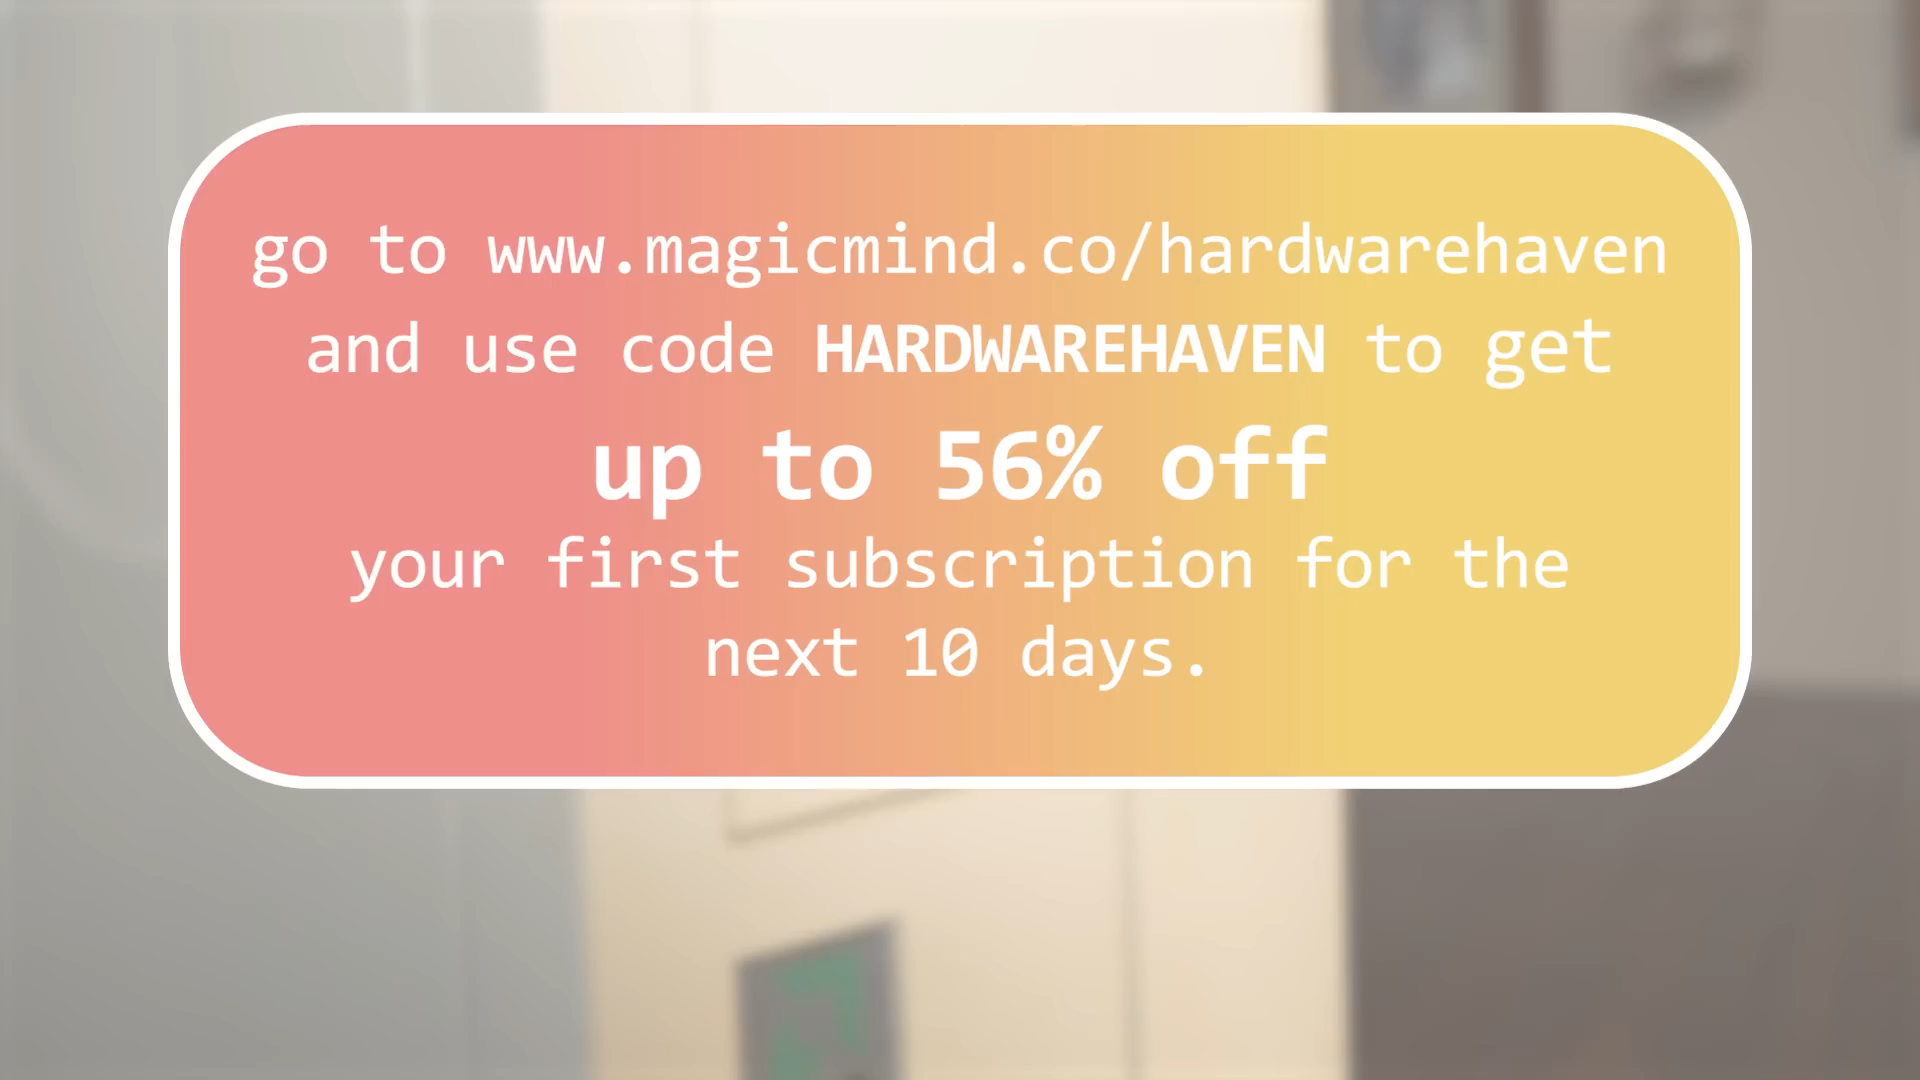 go to www.magicmind.co/hardwarehaven
and use code HARDWAREHAVEN to get
up to 56% off
your first subscription for the
next 10 days.